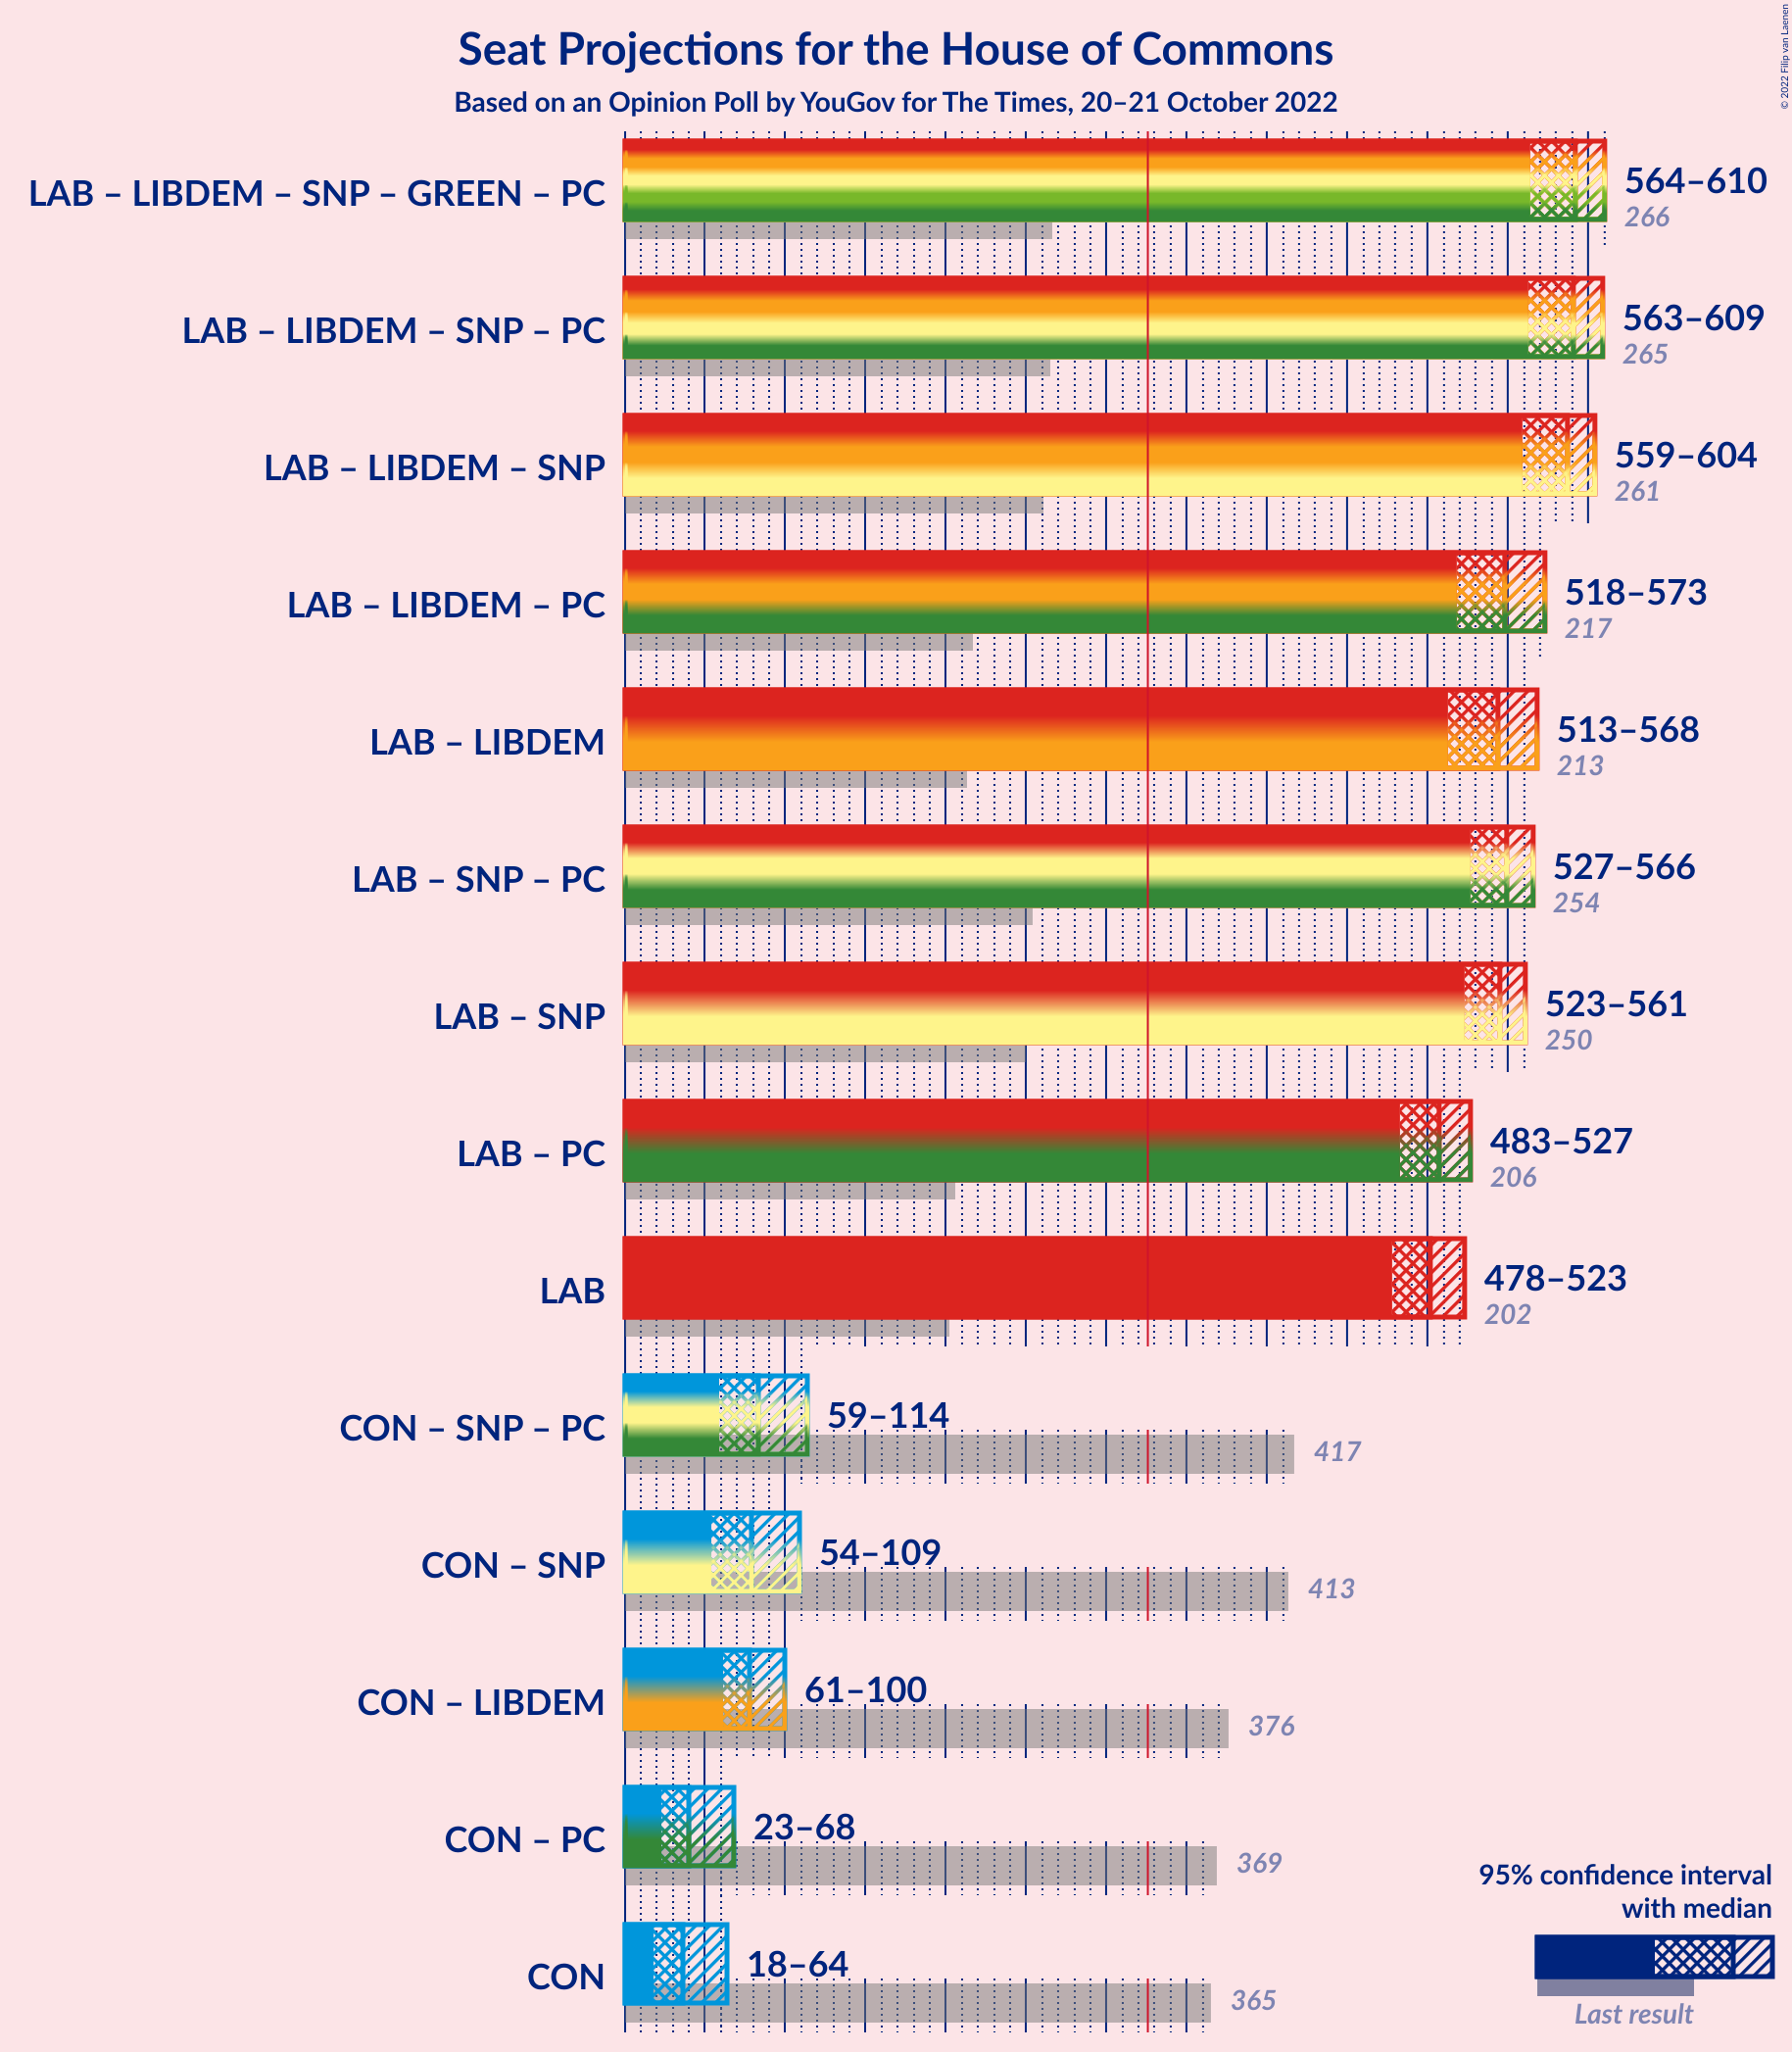 Seat Projections for the House of Commons
Based on an Opinion Poll by YouGov for The Times, 20–21 October 2022
© 2022 Filip van Laenen
LAB – LIBDEM – SNP – GREEN – PC
564–610
266
LAB – LIBDEM – SNP – PC
563–609
265
LAB – LIBDEM – SNP
559–604
261
LAB – LIBDEM – PC
518–573
217
LAB – LIBDEM
513–568
213
LAB – SNP – PC
527–566
254
LAB – SNP
523–561
250
LAB – PC
483–527
206
LAB
478–523
202
CON – SNP – PC
59–114
417
CON – SNP
54–109
413
CON – LIBDEM
61–100
376
CON – PC
23–68
369
CON
18–64
365
95% confidence interval
with median
Last result